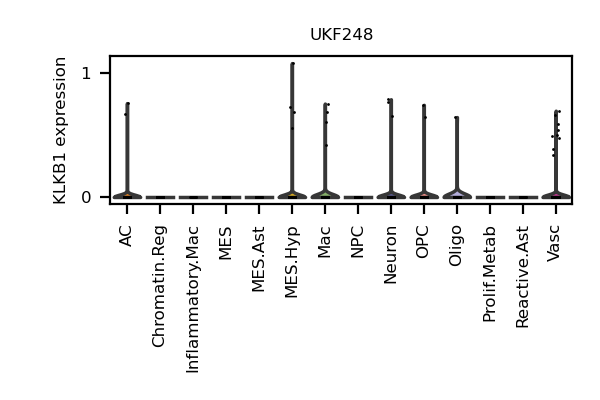 UKF248
KLKB1 expression
1
0
AC
Chromatin.Reg
Inflammatory.Mac
MES
MES.Ast
MES.Hyp
Mac
NPC
Neuron
OPC
Oligo
Prolif.Metab
Reactive.Ast
Vasc